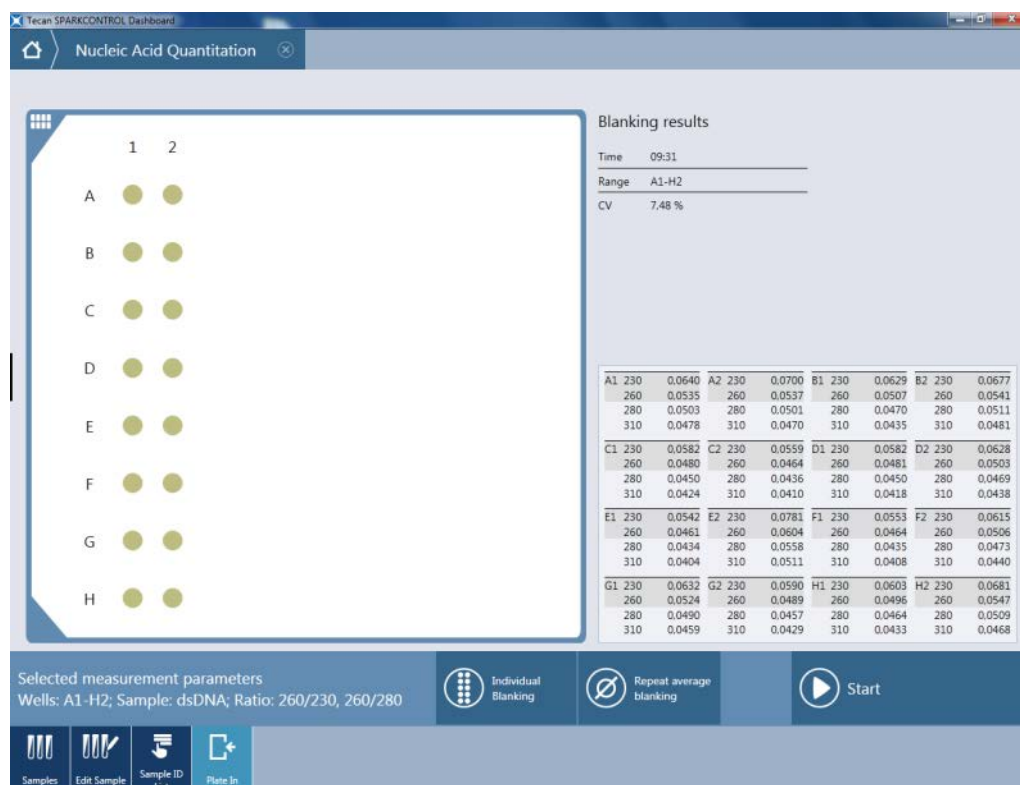 Tecan SPARKCONTROL Dashboard
Nucleic Acid Quantitation
1 2
A
B
C
D
E
F
G
H
Blanking results
Time 09:31
Range A1-H2
CV 7.48 %
A1 230 0.0640 A2 230 0.0700 B1 230 0.0629 B2 230 0.0677
260 0.0535 260 0.0537 260 0.0507 260 0.0541
280 0.0503 280 0.0501 280 0.0470 280 0.0511
310 0.0478 310 0.0470 310 0.0435 310 0.0481
C1 230 0.0582 C2 230 0.0559 D1 230 0.0582 D2 230 0.0628
260 0.0480 260 0.0464 260 0.0481 260 0.0503
280 0.0450 280 0.0436 280 0.0450 280 0.0469
310 0.0424 310 0.0410 310 0.0418 310 0.0438
E1 230 0.0542 E2 230 0.0781 F1 230 0.0553 F2 230 0.0615
260 0.0461 260 0.0604 260 0.0464 260 0.0506
280 0.0434 280 0.0558 280 0.0435 280 0.0473
310 0.0404 310 0.0511 310 0.0408 310 0.0440
G1 230 0.0632 G2 230 0.0590 H1 230 0.0603 H2 230 0.0681
260 0.0524 260 0.0489 260 0.0496 260 0.0547
280 0.0490 280 0.0457 280 0.0464 280 0.0509
310 0.0459 310 0.0429 310 0.0433 310 0.0468
Selected measurement parameters
Wells: A1-H2; Sample: dsDNA; Ratio: 260/230, 260/280
Individual
Blanking
Repeat average
blanking
Start
Samples
Edit Sample
Sample ID
Plate In